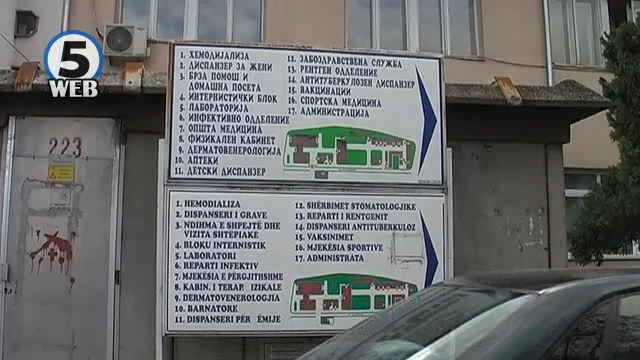 5
WEB
223
1. ХЕМОДИЈАЛИЗА
2. ДИСПАНЗЕР ЗА ЖЕНИ
3. БРЗА ПОМОШ И
ДОМАШНА ПОСЕТА
4. ИНТЕРНИСТИЧКИ БЛОК
5. ЛАБОРАТОРИЈА
6. ИНФЕКТИВНО ОДДЕЛЕНИЕ
7. ОПШТА МЕДИЦИНА
8. ФИЗИКАЛЕН КАБИНЕТ
9. ДЕРМАТОВЕНЕРОЛОГИЈА
10. АПТЕКИ
11. ДЕТСКИ ДИСПАНЗЕР
12. ЗАБОЗДРАВСТВЕНА СЛУЖБА
13. РЕНТГЕН ОДДЕЛЕНИЕ
14. АНТИТУБЕРКУЛОЗЕН ДИСПАНЗЕР
15. ВАКЦИНАЦИИ
16. СПОРТСКА МЕДИЦИНА
17. АДМИНИСТРАЦИЈА
1. HEMODIALIZA
2. DISPANSERI I GRAVE
3. NDIHMA E SHPEJTË DHE
VIZITA SHTËPIAKE
4. BLOKU INTERNISTIK
5. LABORATORI
6. REPARTI INFEKTIV
7. MJEKËSIA E PËRGJITHSHME
8. KABIN. I TERAP. IZIKALE
9. DERMATOVENEROLOGJIA
10. BARNATORE
11. DISPANSERI PËR ËMIJE
12. SHËRBIMET STOMATOLOGJIKE
13. REPARTI I RENTGENIT
14. DISPANSERI ANTITUBERKULOZ
15. VAKSINIMET
16. MJEKËSIA SPORTIVE
17. ADMINISTRATA